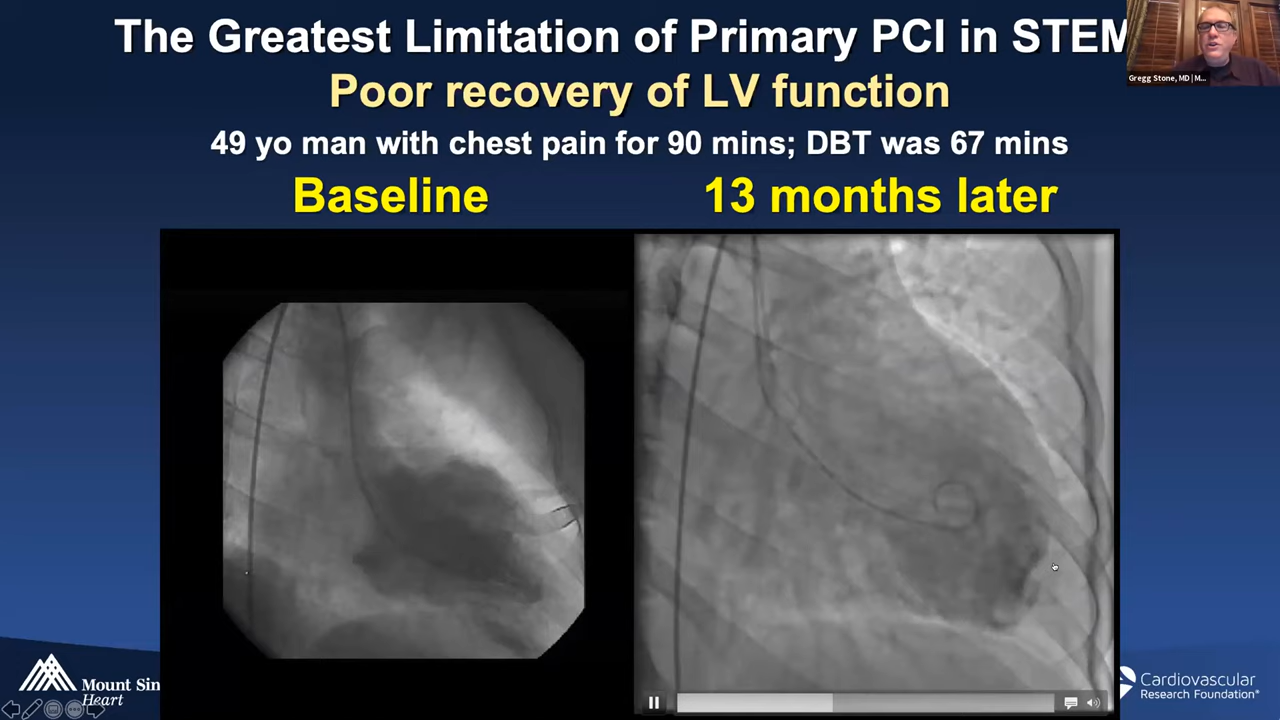 The Greatest Limitation of Primary PCI in STEM
Gregg Stone, MD | M...
Poor recovery of LV function
49 yo man with chest pain for 90 mins; DBT was 67 mins
Baseline
13 months later
Mount Sin
Heart
Cardiovascular
Research Foundation®